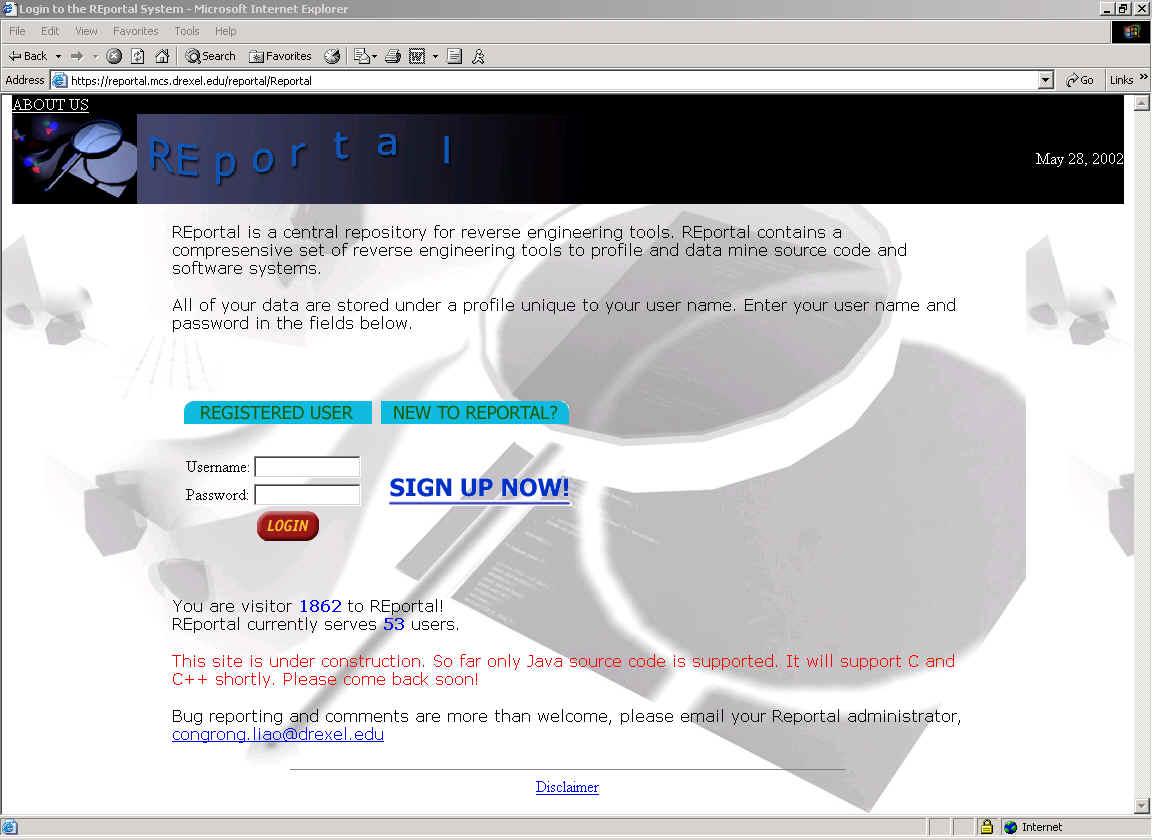 Login to the REportal System - Microsoft Internet Explorer
File Edit View Favorites Tools Help
Back Search Favorites
Address https://reportal.mcs.drexel.edu/reportal/Reportal Go Links »
ABOUT US
REportal
May 28, 2002
REportal is a central repository for reverse engineering tools. REportal contains a
compresensive set of reverse engineering tools to profile and data mine source code and
software systems.
All of your data are stored under a profile unique to your user name. Enter your user name and
password in the fields below.
REGISTERED USER NEW TO REPORTAL?
Username:
Password:
SIGN UP NOW!
LOGIN
You are visitor 1862 to REportal!
REportal currently serves 53 users.
This site is under construction. So far only Java source code is supported. It will support C and
C++ shortly. Please come back soon!
Bug reporting and comments are more than welcome, please email your Reportal administrator,
congrong.liao@drexel.edu
Disclaimer
Internet